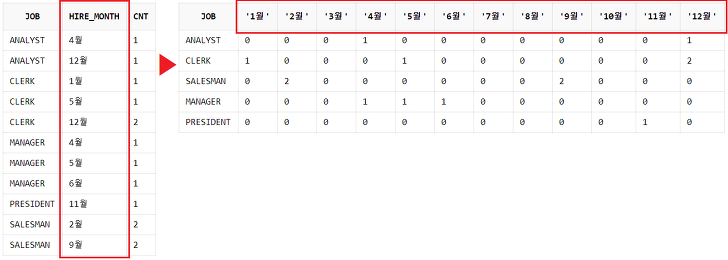 JOB HIRE_MONTH CNT
ANALYST 4월 1
ANALYST 12월 1
CLERK 1월 1
CLERK 5월 1
CLERK 12월 2
MANAGER 4월 1
MANAGER 5월 1
MANAGER 6월 1
PRESIDENT 11월 1
SALESMAN 2월 2
SALESMAN 9월 2
JOB '1월' '2월' '3월' '4월' '5월' '6월' '7월' '8월' '9월' '10월' '11월' '12월'
ANALYST 0 0 0 1 0 0 0 0 0 0 0 1
CLERK 1 0 0 0 1 0 0 0 0 0 0 2
SALESMAN 0 2 0 0 0 0 0 0 2 0 0 0
MANAGER 0 0 0 1 1 1 0 0 0 0 0 0
PRESIDENT 0 0 0 0 0 0 0 0 0 0 1 0